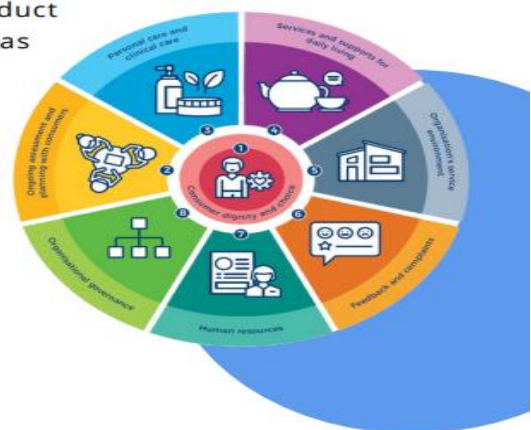 duct
as
1
Consumer dignity and choice
2
Ongoing assessment and
planning with consumers
3
Personal care and
clinical care
4
Services and supports for
daily living
5
Organisation's service
environment
6
Feedback and complaints
7
Human resources
8
Organisational governance